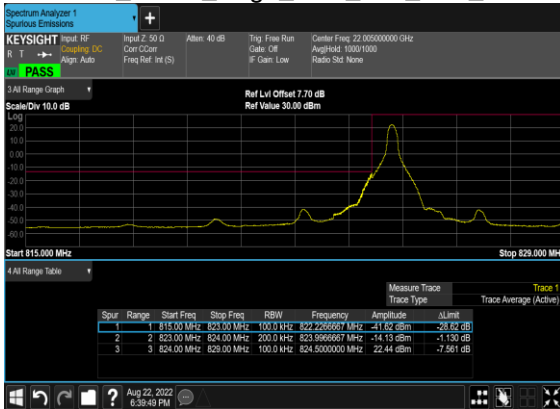 Spectrum Analyzer 1
Spurious Emissions
KEYSIGHT
R T
LXI PASS
Input: RF
Coupling: DC
Align: Auto
Input Z: 50 Ω
Corr CCorr
Freq Ref: Int (S)
Atten: 40 dB
Trig: Free Run
Gate: Off
IF Gain: Low
Center Freq: 22.005000000 GHz
Avg|Hold: 1000/1000
Radio Std: None
3 All Range Graph
Scale/Div 10.0 dB
Ref Lvl Offset 7.70 dB
Ref Value 30.00 dBm
Log
20.0
10.0
0.00
-10.0
-20.0
-30.0
-40.0
-50.0
-60.0
Start 815.000 MHz
Stop 829.000 MH
4 All Range Table
Measure Trace Trace 1
Trace Type Trace Average (Active)
Spur Range Start Freq Stop Freq RBW Frequency Amplitude ΔLimit
1 1 815.00 MHz 823.00 MHz 100.0 kHz 822.2266667 MHz -41.62 dBm -28.62 dB
2 2 823.00 MHz 824.00 MHz 200.0 kHz 823.9966667 MHz -14.13 dBm -1.130 dB
3 3 824.00 MHz 829.00 MHz 100.0 kHz 824.5000000 MHz 22.44 dBm -7.561 dB
?
Aug 22, 2022
6:39:49 PM